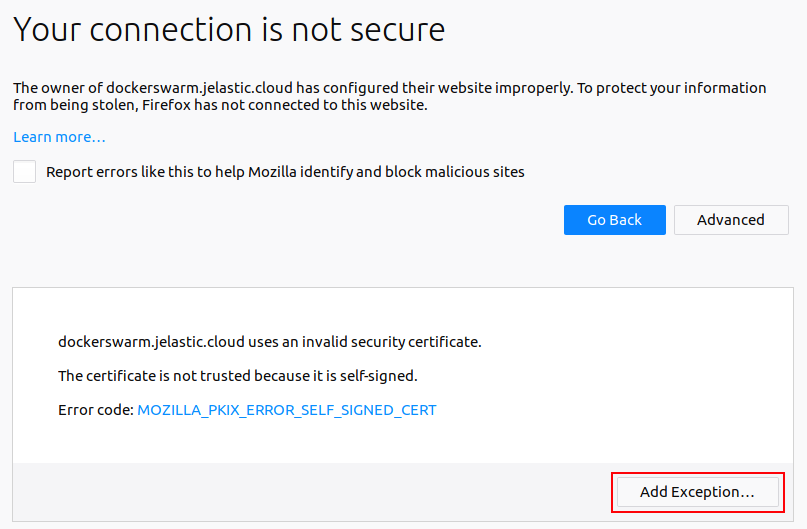 Your connection is not secure
The owner of dockerswarm.jelastic.cloud has configured their website improperly. To protect your information
from being stolen, Firefox has not connected to this website.
Learn more…
Report errors like this to help Mozilla identify and block malicious sites
Go Back
Advanced
dockerswarm.jelastic.cloud uses an invalid security certificate.
The certificate is not trusted because it is self-signed.
Error code: MOZILLA_PKIX_ERROR_SELF_SIGNED_CERT
Add Exception…